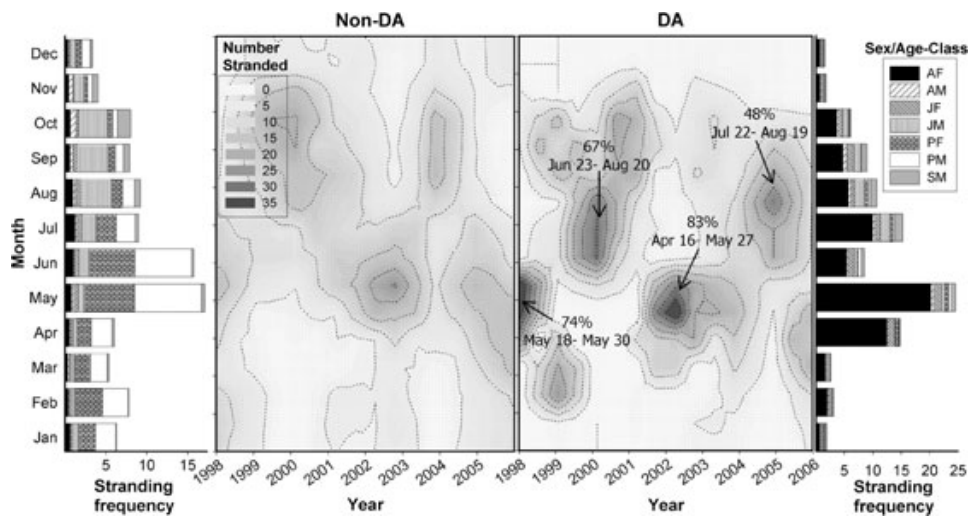 Non-DA
DA
Dec
Nov
Oct
Sep
Aug
Jul
Jun
May
Apr
Mar
Feb
Jan
Month
5 10 15
Stranding
frequency
Number
Stranded
0
5
10
15
20
25
30
35
1998 1999 2000 2001 2002 2003 2004 2005
Year
67%
Jun 23- Aug 20
48%
Jul 22- Aug 19
83%
Apr 16- May 27
74%
May 18- May 30
1998 1999 2000 2001 2002 2003 2004 2005 2006
Year
Sex/Age-Class
AF
AM
JF
JM
PF
PM
SM
5 10 15 20 25
Stranding
frequency